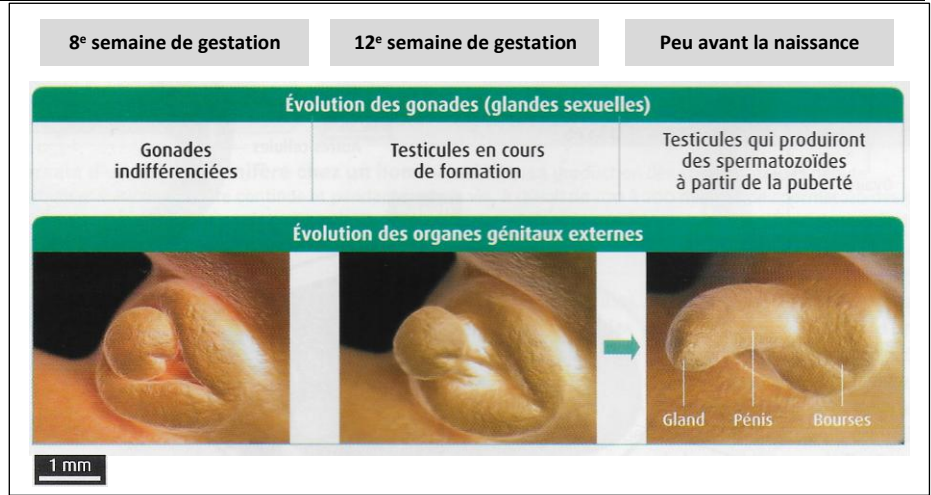 8e semaine de gestation
12e semaine de gestation
Peu avant la naissance
Évolution des gonades (glandes sexuelles)
Gonades
indifférenciées
Testicules en cours
de formation
Testicules qui produiront
des spermatozoïdes
à partir de la puberté
Évolution des organes génitaux externes
Gland
Pénis
Bourses
1 mm